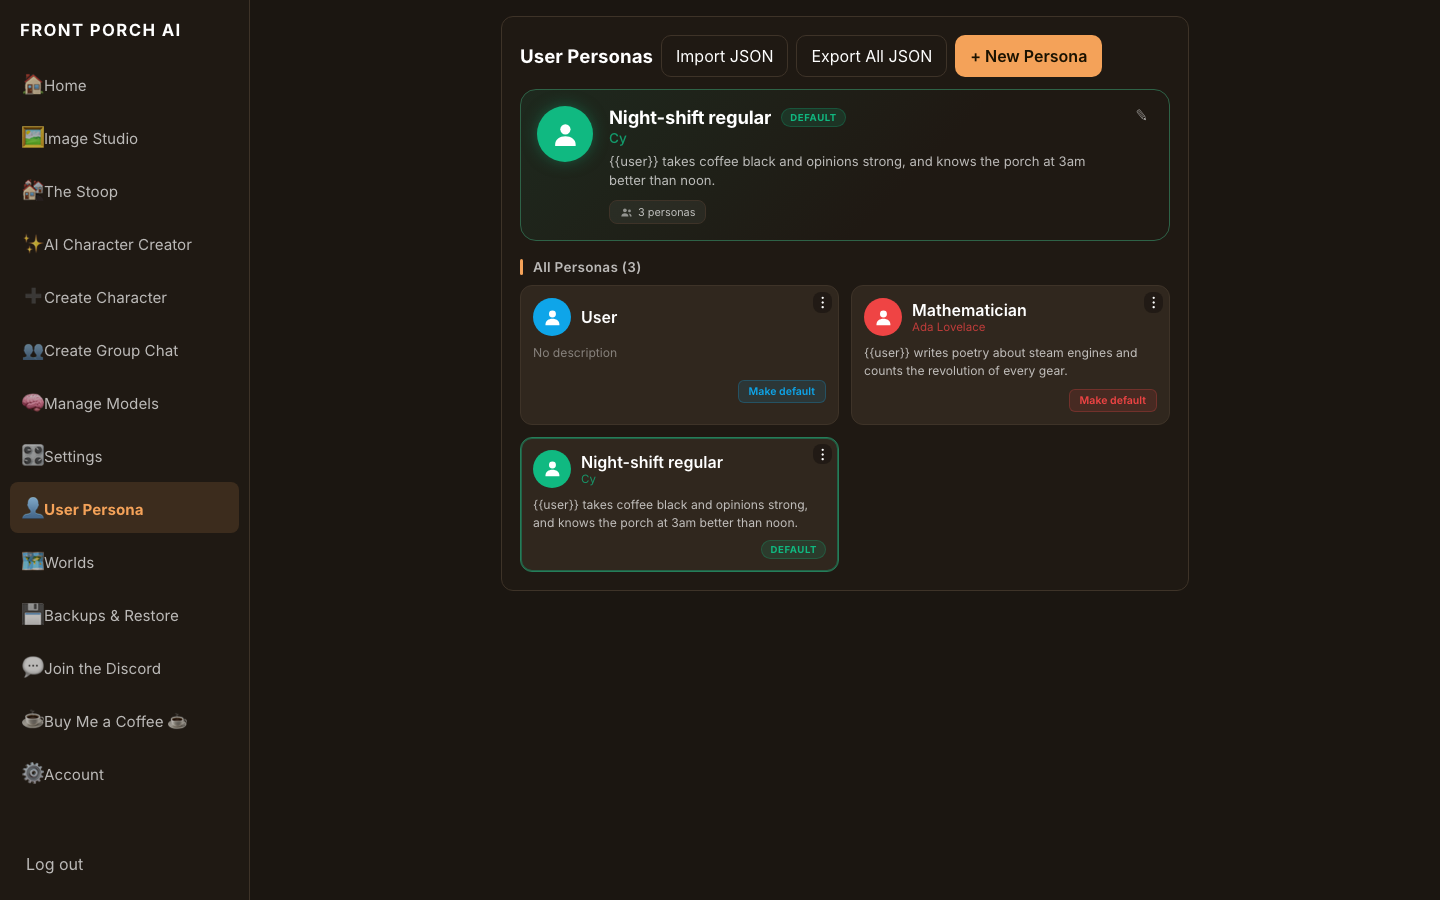 FRONT PORCH AI
Home
Image Studio
The Stoop
AI Character Creator
Create Character
Create Group Chat
Manage Models
Settings
User Persona
Worlds
Backups & Restore
Join the Discord
Buy Me a Coffee ☕
Account
Log out
User Personas
Import JSON
Export All JSON
+ New Persona
Night-shift regular DEFAULT
Cy
{{user}} takes coffee black and opinions strong, and knows the porch at 3am
better than noon.
3 personas
All Personas (3)
User
No description
Make default
Mathematician
Ada Lovelace
{{user}} writes poetry about steam engines and
counts the revolution of every gear.
Make default
Night-shift regular
Cy
{{user}} takes coffee black and opinions strong,
and knows the porch at 3am better than noon.
DEFAULT